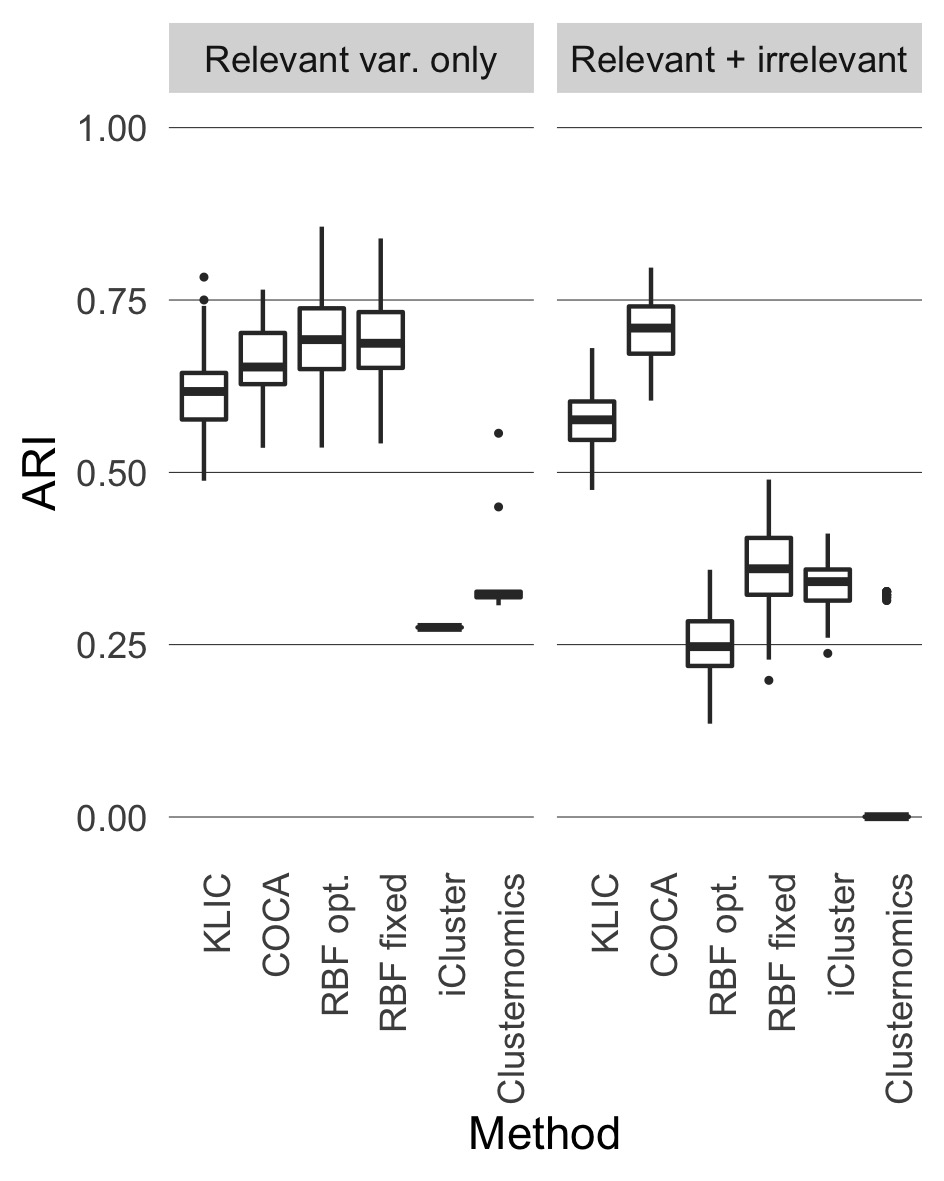 Relevant var. only
Relevant + irrelevant
1.00
0.75
0.50
0.25
0.00
ARI
KLIC
COCA
RBF opt.
RBF fixed
iCluster
Clusternomics
KLIC
COCA
RBF opt.
RBF fixed
iCluster
Clusternomics
Method